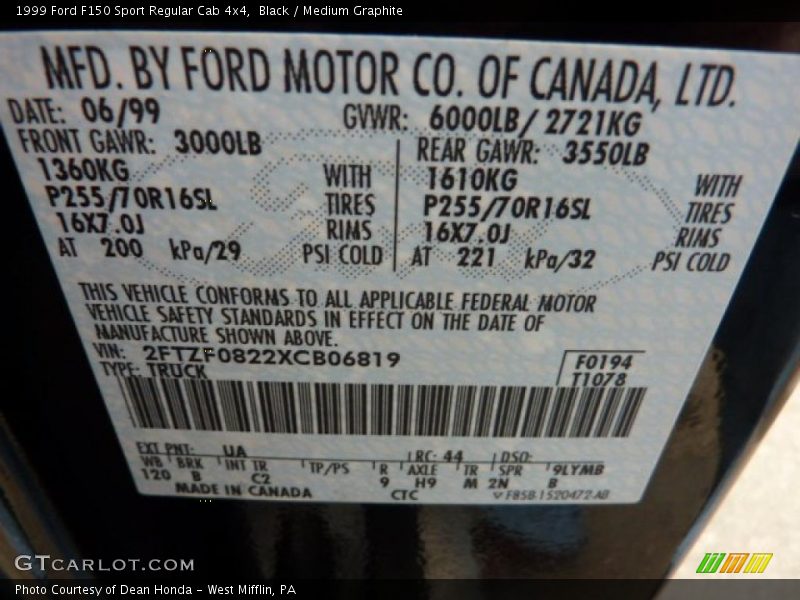 1999 Ford F150 Sport Regular Cab 4x4, Black / Medium Graphite
MFD. BY FORD MOTOR CO. OF CANADA, LTD.
DATE: 06/99 GVWR: 6000LB/ 2721KG
FRONT GAWR: 3000LB REAR GAWR: 3550LB
1360KG WITH 1610KG WITH
P255/70R16SL TIRES P255/70R16SL TIRES
16X7.0J RIMS 16X7.0J RIMS
AT 200 kPa/29 PSI COLD AT 221 kPa/32 PSI COLD
THIS VEHICLE CONFORMS TO ALL APPLICABLE FEDERAL MOTOR
VEHICLE SAFETY STANDARDS IN EFFECT ON THE DATE OF
MANUFACTURE SHOWN ABOVE.
VIN: 2FTZF0822XCB06819 F0194
TYPE: TRUCK T1078
EXT PNT: UA RC: 44 DSO:
WB BRK INT TR TP/PS R AXLE TR SPR 9LYMB
120 B C2 9 H9 M 2N B
MADE IN CANADA CTC F85B-1520472-AB
GTCARLOT.COM
Photo Courtesy of Dean Honda - West Mifflin, PA